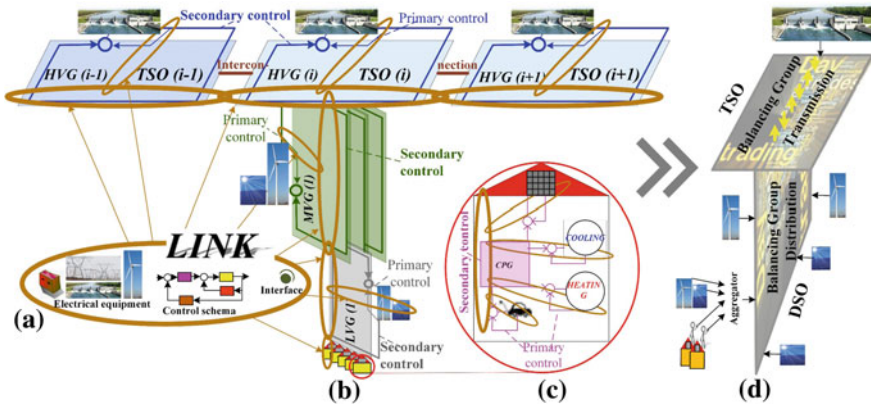 Secondary control
Primary control
HVG (i-1)
TSO (i-1)
Intercon-
HVG (i)
TSO (i)
nection
HVG (i+1)
TSO (i+1)
Primary
control
Secondary
control
MVG (1)
LINK
Electrical equipment
Control schema
Interface
(a)
LVG (1
Primary
control
Secondary
control
(b)
Secondary control
CPG
COOLING
HEATIN
G
Primary
control
(c)
TSO
Balancing Group
Transmission
Day
trading
Balancing Group
Distribution
DSO
Aggregator
(d)